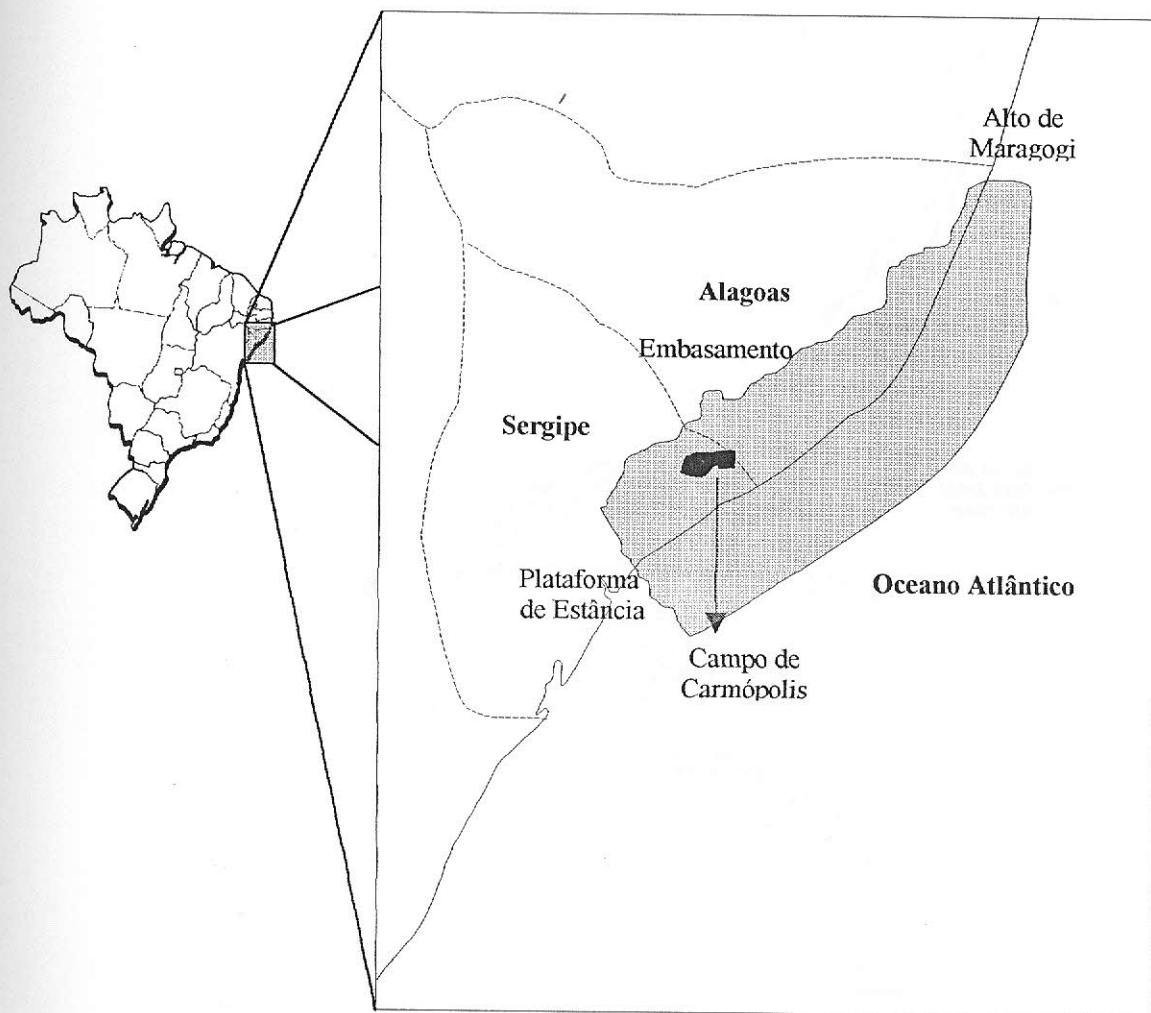 Alto de
Maragogi
Alagoas
Embasamento
Sergipe
Plataforma
de Estância
Oceano Atlântico
Campo de
Carmópolis